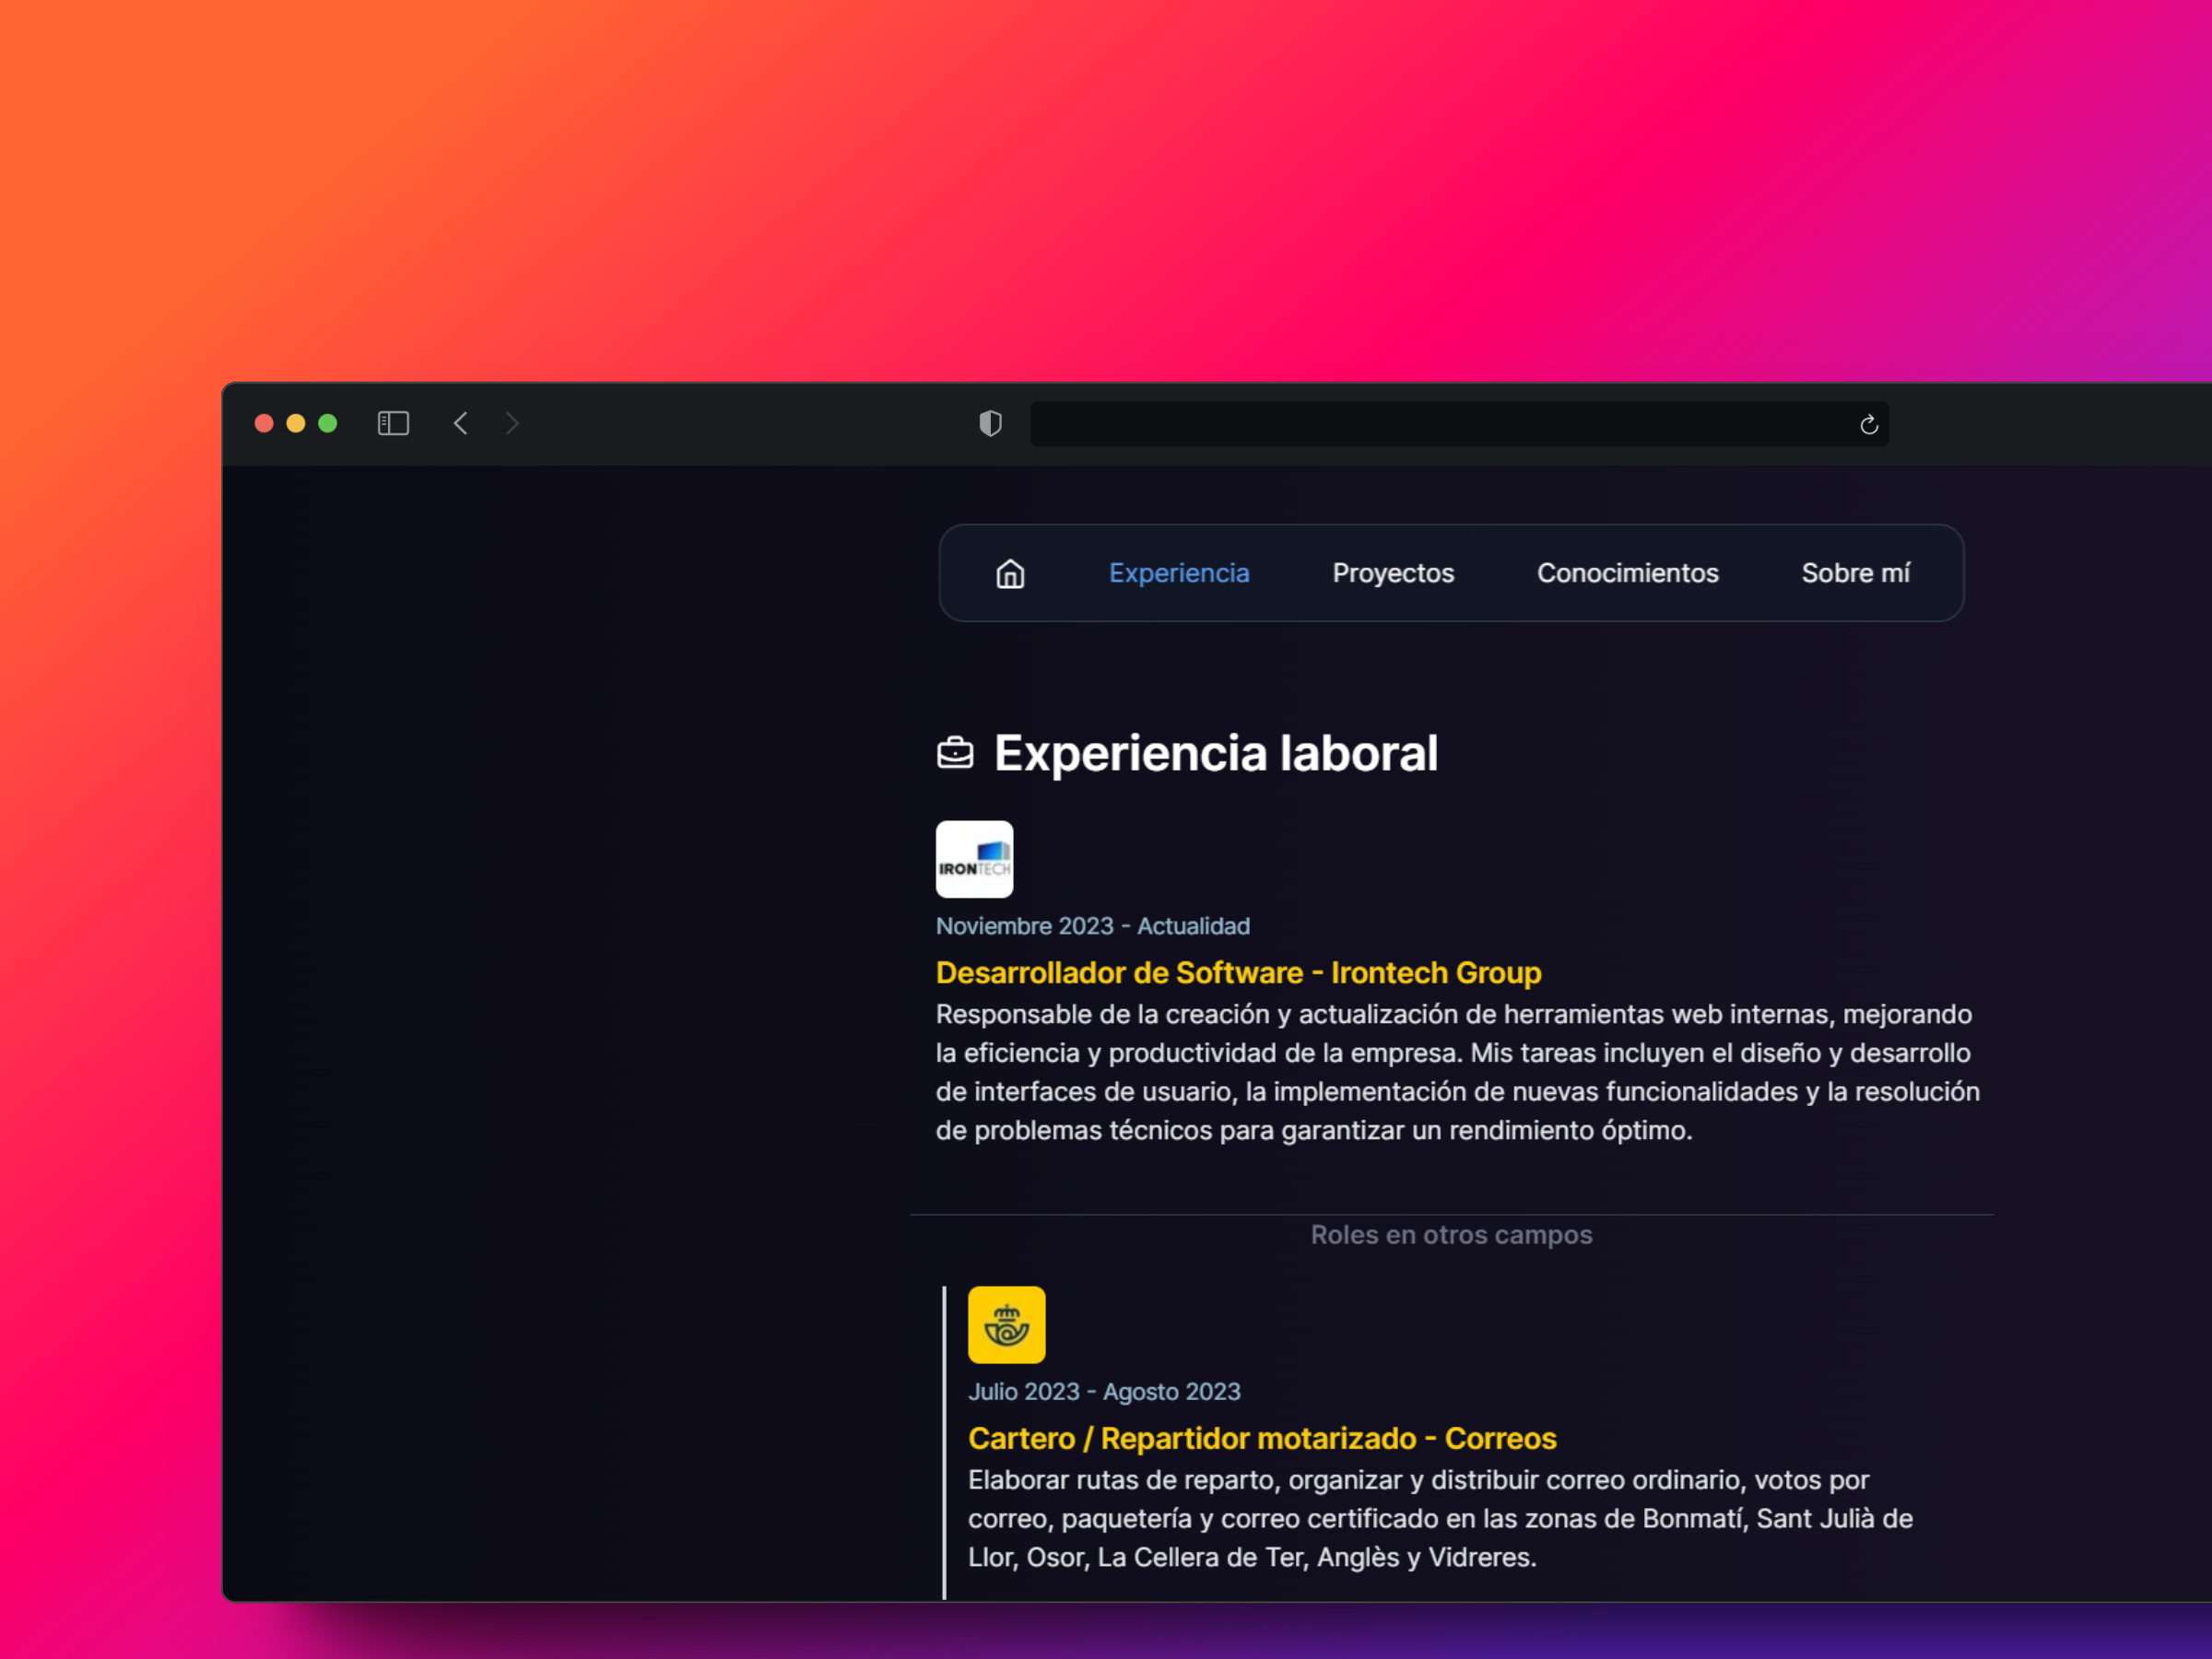 Experiencia
Proyectos
Conocimientos
Sobre mí
Experiencia laboral
IRONTECH
Noviembre 2023 - Actualidad
Desarrollador de Software - Irontech Group
Responsable de la creación y actualización de herramientas web internas, mejorando
la eficiencia y productividad de la empresa. Mis tareas incluyen el diseño y desarrollo
de interfaces de usuario, la implementación de nuevas funcionalidades y la resolución
de problemas técnicos para garantizar un rendimiento óptimo.
Roles en otros campos
Julio 2023 - Agosto 2023
Cartero / Repartidor motarizado - Correos
Elaborar rutas de reparto, organizar y distribuir correo ordinario, votos por
correo, paquetería y correo certificado en las zonas de Bonmatí, Sant Julià de
Llor, Osor, La Cellera de Ter, Anglès y Vidreres.